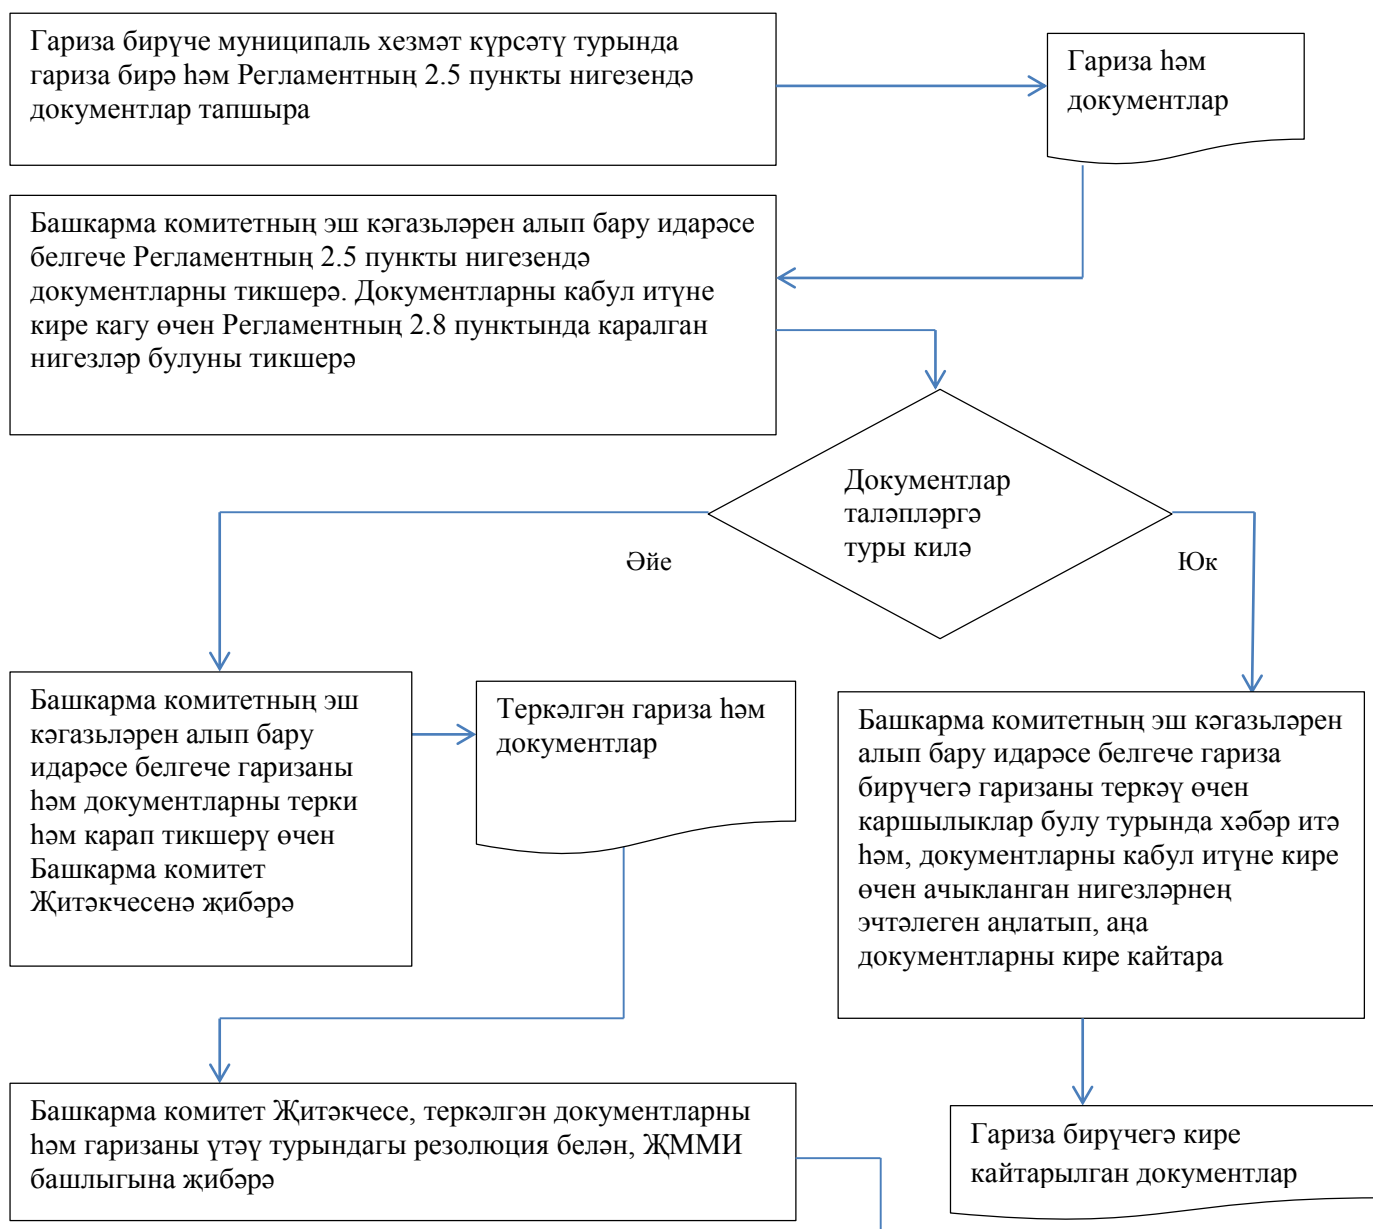 Гариза бирүче муниципаль хезмәт күрсәтү турында
гариза бирә һәм Регламентның 2.5 пункты нигезендә
документлар тапшыра
Гариза һәм
документлар
Башкарма комитетның эш кәгазьләрен алып бару идарәсе
белгече Регламентның 2.5 пункты нигезендә
документларны тикшерә. Документларны кабул итүне
кире кагу өчен Регламентның 2.8 пунктында каралган
нигезләр булуны тикшерә
Документлар
таләпләргә
туры килә
Әйе
Юк
Башкарма комитетның эш
кәгазьләрен алып бару
идарәсе белгече гаризаны
һәм документларны терки
һәм карап тикшерү өчен
Башкарма комитет
Җитәкчесенә җибәрә
Теркәлгән гариза һәм
документлар
Башкарма комитетның эш кәгазьләрен
алып бару идарәсе белгече гариза
бирүчегә гаризаны теркәү өчен
каршылыклар булу турында хәбәр итә
һәм, документларны кабул итүне кире
өчен ачыкланган нигезләрнең
эчтәлеген аңлатып, аңа
документларны кире кайтара
Башкарма комитет Җитәкчесе, теркәлгән документларны
һәм гаризаны үтәү турындагы резолюция белән, ҖММИ
башлыгына җибәрә
Гариза бирүчегә кире
кайтарылган документлар